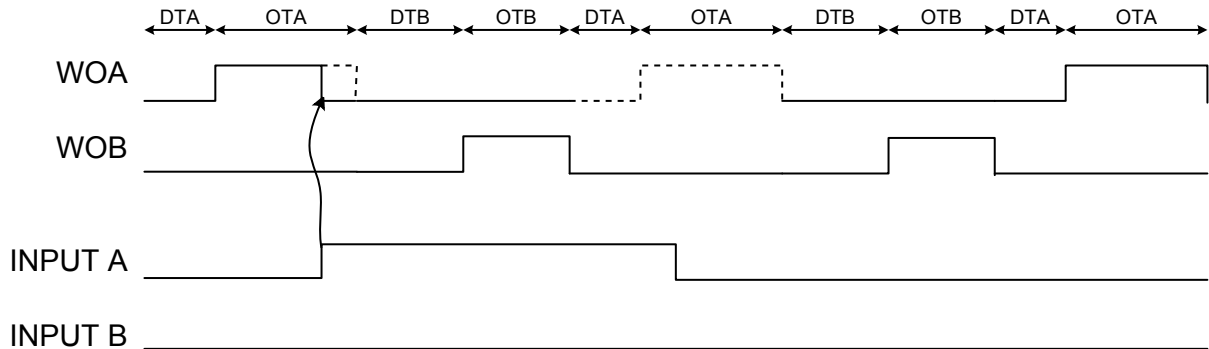 DTA OTA DTB OTB DTA OTA DTB OTB DTA OTA
WOA
WOB
INPUT A
INPUT B